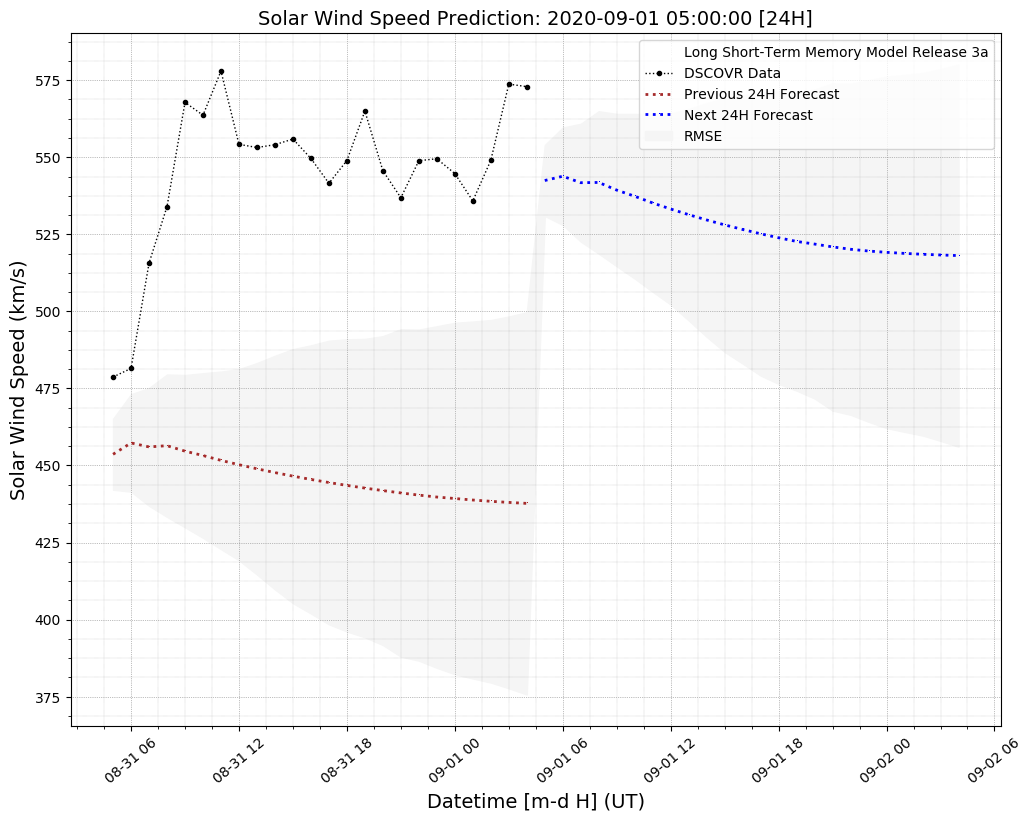 Solar Wind Speed Prediction: 2020-09-01 05:00:00 [24H]
Long Short-Term Memory Model Release 3a
DSCOVR Data
Previous 24H Forecast
Next 24H Forecast
RMSE
Solar Wind Speed (km/s)
575
550
525
500
475
450
425
400
375
08-31 06
08-31 12
08-31 18
09-01 00
09-01 06
09-01 12
09-01 18
09-02 00
09-02 06
Datetime [m-d H] (UT)